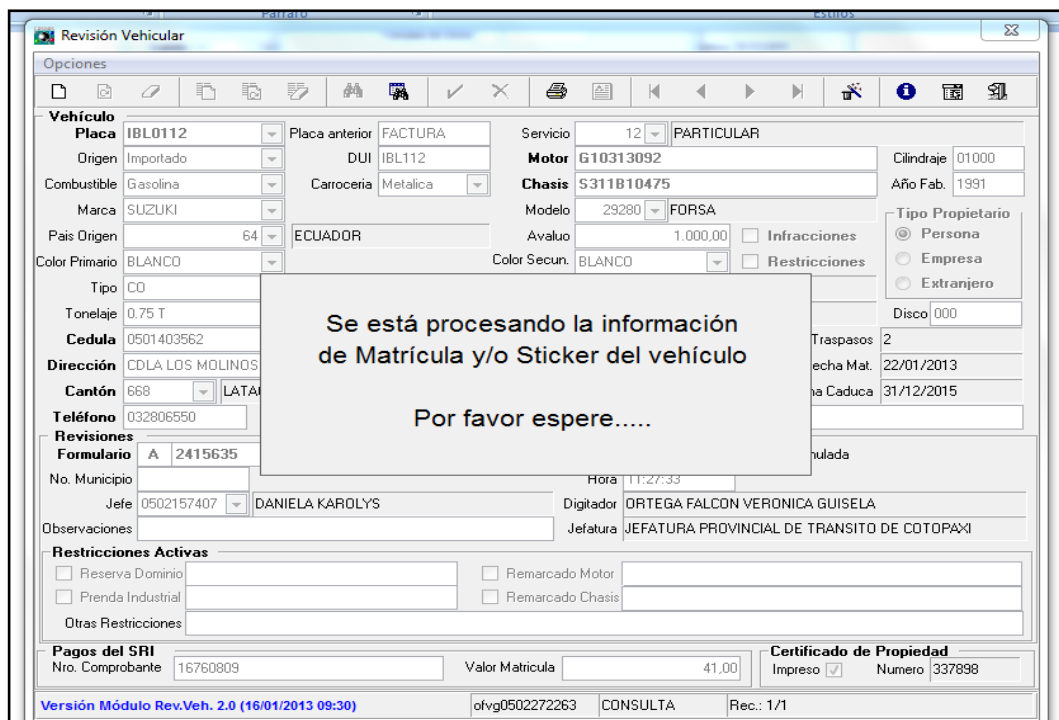 Párrafo Estilos
Revisión Vehicular
Opciones
Vehículo
Placa IBL0112 Placa anterior FACTURA Servicio 12 PARTICULAR
Origen Importado DUI IBL112 Motor G10313092 Cilindraje 01000
Combustible Gasolina Carroceria Metalica Chasis S311B10475 Año Fab. 1991
Marca SUZUKI Modelo 29280 FORSA Tipo Propietario
Pais Origen 64 ECUADOR Avaluo 1.000,00 Infracciones Persona
Color Primario BLANCO Color Secun. BLANCO Restricciones Empresa
Tipo CO Extranjero
Tonelaje 0.75 T Disco 000
Se está procesando la información
de Matrícula y/o Sticker del vehículo
Por favor espere.....
Cedula 0501403562 Traspasos 2
Dirección CDLA LOS MOLINOS echa Mat. 22/01/2013
Cantón 668 LATA a Caduca 31/12/2015
Teléfono 032806550
Revisiones
Formulario A 2415635 nulada
No. Municipio Hora 11:27:33
Jefe 0502157407 DANIELA KAROLYS Digitador ORTEGA FALCON VERONICA GUISELA
Observaciones Jefatura JEFATURA PROVINCIAL DE TRANSITO DE COTOPAXI
Restricciones Activas
Reserva Dominio Remarcado Motor
Prenda Industrial Remarcado Chasis
Otras Restricciones
Pagos del SRI Certificado de Propiedad
Nro. Comprobante 16760809 Valor Matricula 41,00 Impreso Numero 337898
Versión Módulo Rev.Veh. 2.0 (16/01/2013 09:30) ofvg0502272263 CONSULTA Rec.: 1/1